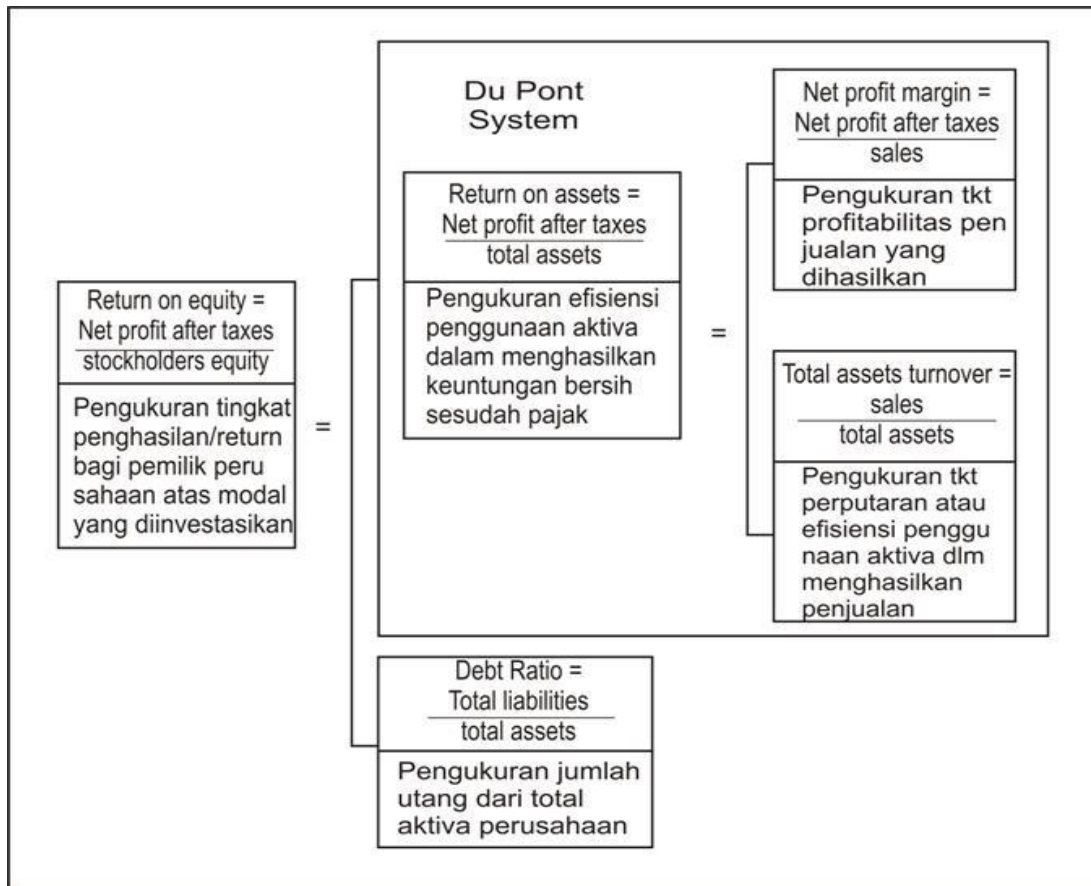 Du Pont
System
Net profit margin =
Net profit after taxes
sales
Pengukuran tkt
profitabilitas pen
jualan yang
dihasilkan
Return on assets =
Net profit after taxes
total assets
Pengukuran efisiensi
penggunaan aktiva
dalam menghasilkan
keuntungan bersih
sesudah pajak
=
Return on equity =
Net profit after taxes
stockholders equity
Pengukuran tingkat
penghasilan/return
bagi pemilik peru
sahaan atas modal
yang diinvestasikan
=
Total assets turnover =
sales
total assets
Pengukuran tkt
perputaran atau
efisiensi penggu
naan aktiva dlm
menghasilkan
penjualan
Debt Ratio =
Total liabilities
total assets
Pengukuran jumlah
utang dari total
aktiva perusahaan